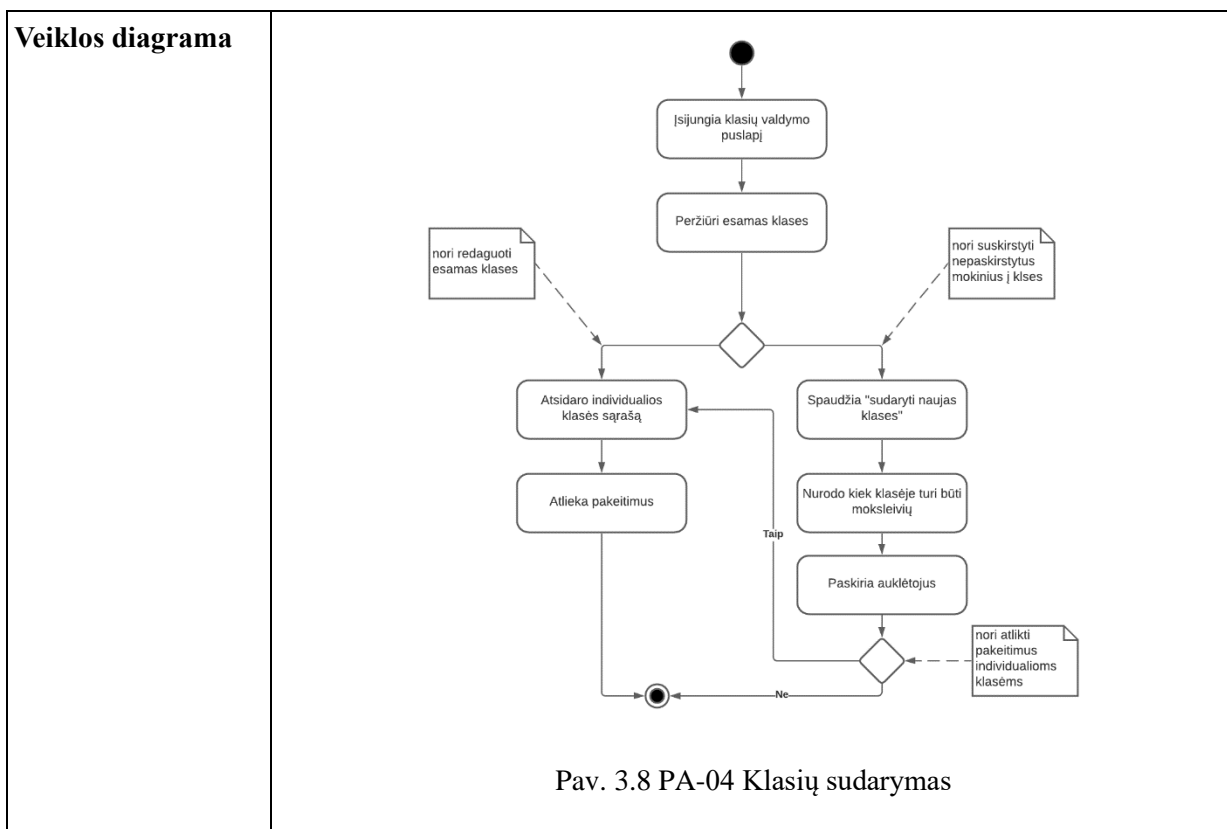 Veiklos diagrama
Įsijungia klasių valdymo
puslapį
Peržiūri esamas klases
nori redaguoti
esamas klases
nori suskirstyti
nepaskirstytus
mokinius į klses
Atsidaro individualios
klasės sąrašą
Spaudžia "sudaryti naujas
klases"
Atlieka pakeitimus
Nurodo kiek klasėje turi būti
moksleivių
Taip
Paskiria auklėtojus
nori atlikti
pakeitimus
individualioms
klasėms
Ne
Pav. 3.8 PA-04 Klasių sudarymas